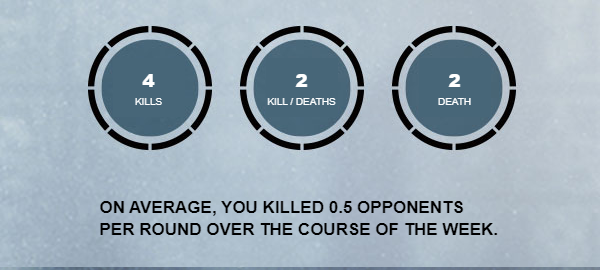 4
KILLS
2
KILL / DEATHS
2
DEATH
ON AVERAGE, YOU KILLED 0.5 OPPONENTS
PER ROUND OVER THE COURSE OF THE WEEK.